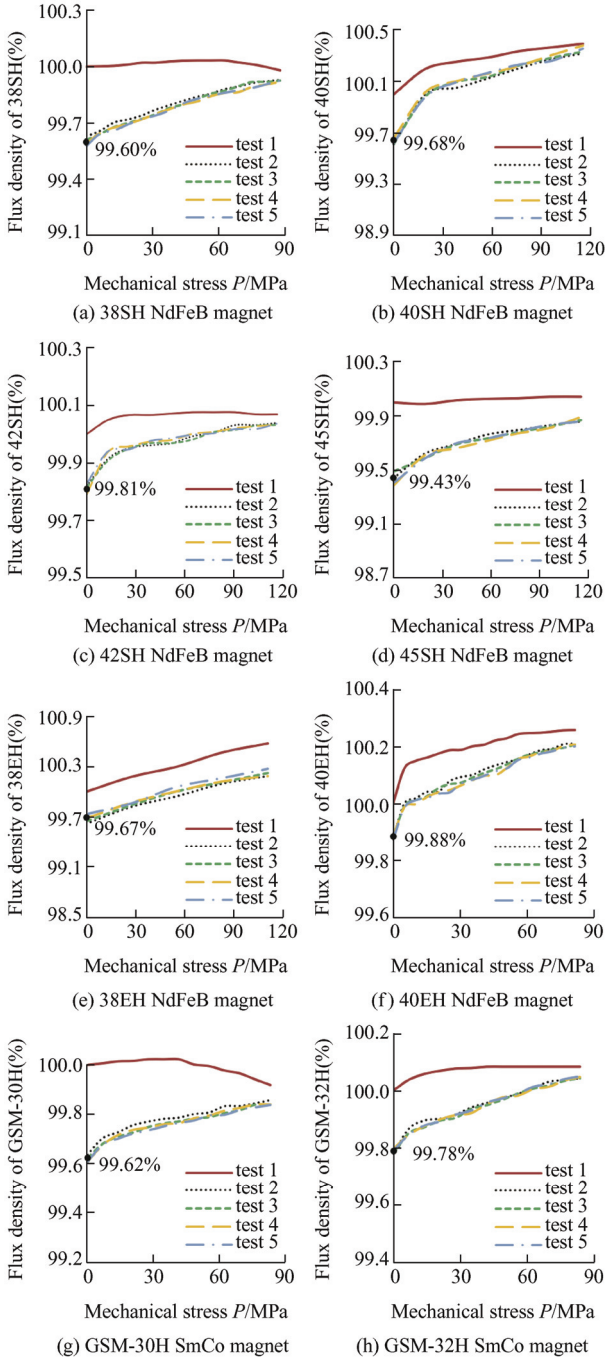 Flux density of 38SH(%)
100.3
100.0
99.7
99.4
99.1
99.60%
test 1
test 2
test 3
test 4
test 5
0
30
60
90
Mechanical stress P/MPa
(a) 38SH NdFeB magnet
Flux density of 40SH(%)
100.5
100.1
99.7
99.3
98.9
99.68%
test 1
test 2
test 3
test 4
test 5
0
30
60
90
120
Mechanical stress P/MPa
(b) 40SH NdFeB magnet
Flux density of 42SH(%)
100.3
100.1
99.9
99.7
99.5
99.81%
test 1
test 2
test 3
test 4
test 5
0
30
60
90
120
Mechanical stress P/MPa
(c) 42SH NdFeB magnet
Flux density of 45SH(%)
100.3
99.9
99.5
99.1
98.7
99.43%
test 1
test 2
test 3
test 4
test 5
0
30
60
90
120
Mechanical stress P/MPa
(d) 45SH NdFeB magnet
Flux density of 38EH(%)
100.9
100.3
99.7
99.1
98.5
99.67%
test 1
test 2
test 3
test 4
test 5
0
30
60
90
120
Mechanical stress P/MPa
(e) 38EH NdFeB magnet
Flux density of 40EH(%)
100.4
100.2
100.0
99.8
99.6
99.88%
test 1
test 2
test 3
test 4
test 5
0
30
60
90
Mechanical stress P/MPa
(f) 40EH NdFeB magnet
Flux density of GSM-30H(%)
100.0
99.8
99.6
99.4
99.2
99.62%
test 1
test 2
test 3
test 4
test 5
0
30
60
90
Mechanical stress P/MPa
(g) GSM-30H SmCo magnet
Flux density of GSM-32H(%)
100.2
100.0
99.8
99.6
99.4
99.78%
test 1
test 2
test 3
test 4
test 5
0
30
60
90
Mechanical stress P/MPa
(h) GSM-32H SmCo magnet